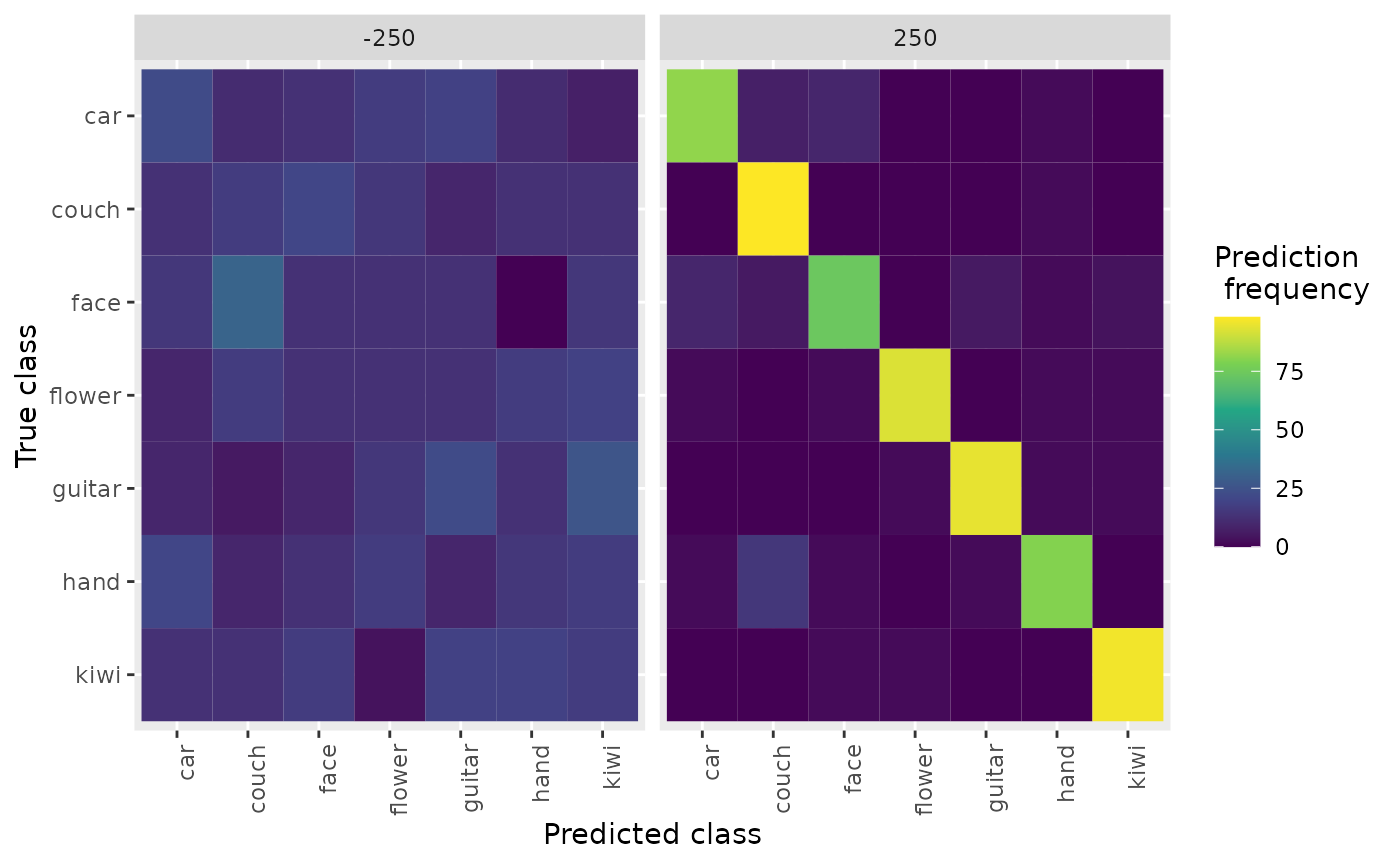 -250
250
car
couch
face
flower
guitar
hand
kiwi
True class
car
couch
face
flower
guitar
hand
kiwi
car
couch
face
flower
guitar
hand
kiwi
Predicted class
Prediction
frequency
75
50
25
0